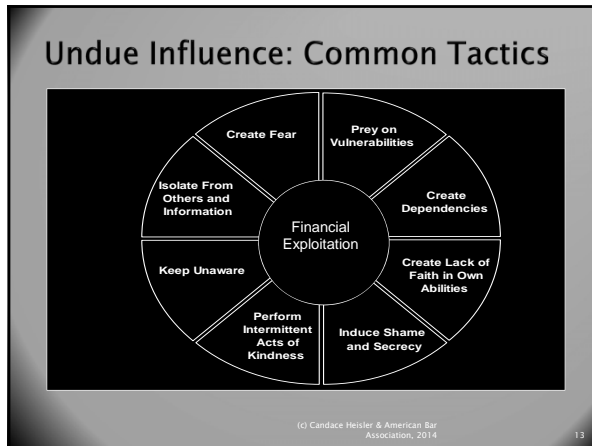 Undue Influence: Common Tactics
Create Fear
Prey on
Vulnerabilities
Isolate From
Others and
Information
Create
Dependencies
Financial
Exploitation
Keep Unaware
Create Lack of
Faith in Own
Abilities
Perform
Intermittent
Acts of
Kindness
Induce Shame
and Secrecy
(c) Candace Heisler & American Bar
Association, 2014
13